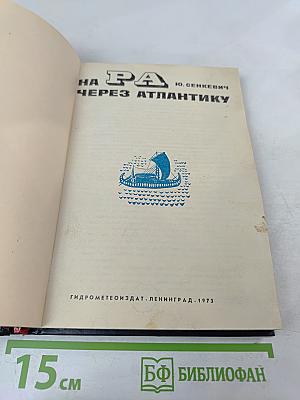 НА РА Ю. СЕНКЕВИЧ
ЧЕРЕЗ АТЛАНТИКУ
ГИДРОМЕТЕОИЗДАТ · ЛЕНИНГРАД · 1973
15 см
БФ БИБЛИОФАН